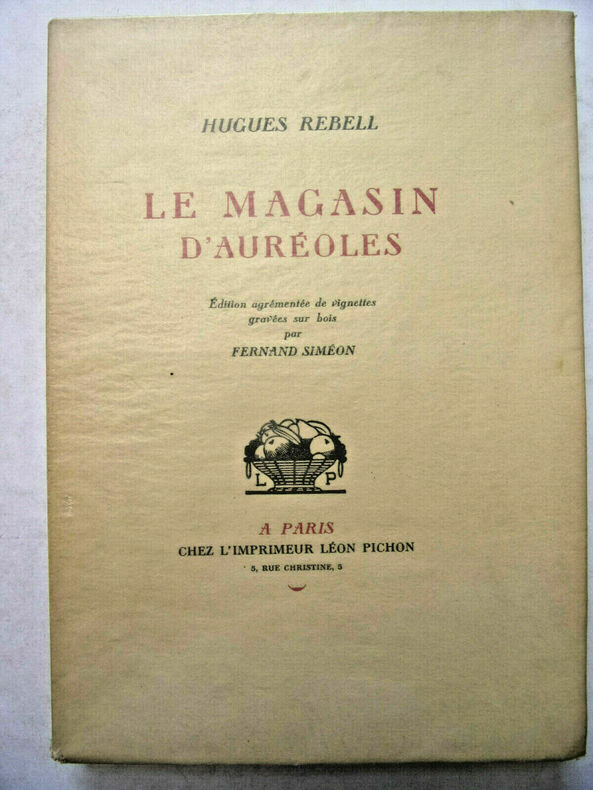 HUGUES REBELL
LE MAGASIN
D'AURÉOLES
Édition agrémentée de vignettes
gravées sur bois
par
FERNAND SIMÉON
L P
A PARIS
CHEZ L'IMPRIMEUR LÉON PICHON
5, RUE CHRISTINE, 5